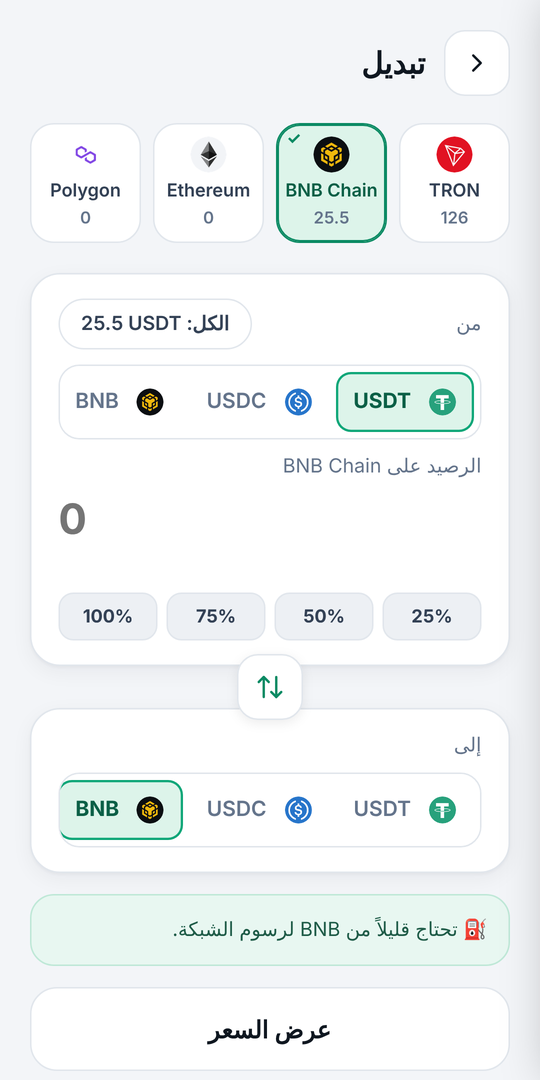 تبديل
TRON
126
BNB Chain
25.5
Ethereum
0
Polygon
0
من
الكل: 25.5 USDT
USDT
USDC
BNB
الرصيد على BNB Chain
0
25%
50%
75%
100%
إلى
USDT
USDC
BNB
⛽ تحتاج قليلاً من BNB لرسوم الشبكة.
عرض السعر